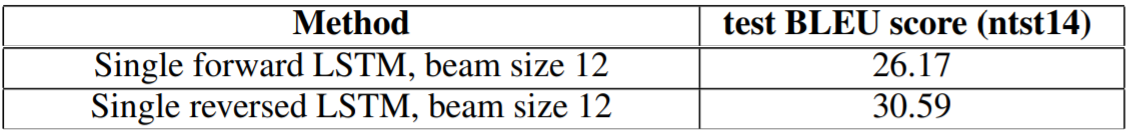 Method test BLEU score (ntst14)
Single forward LSTM, beam size 12 26.17
Single reversed LSTM, beam size 12 30.59